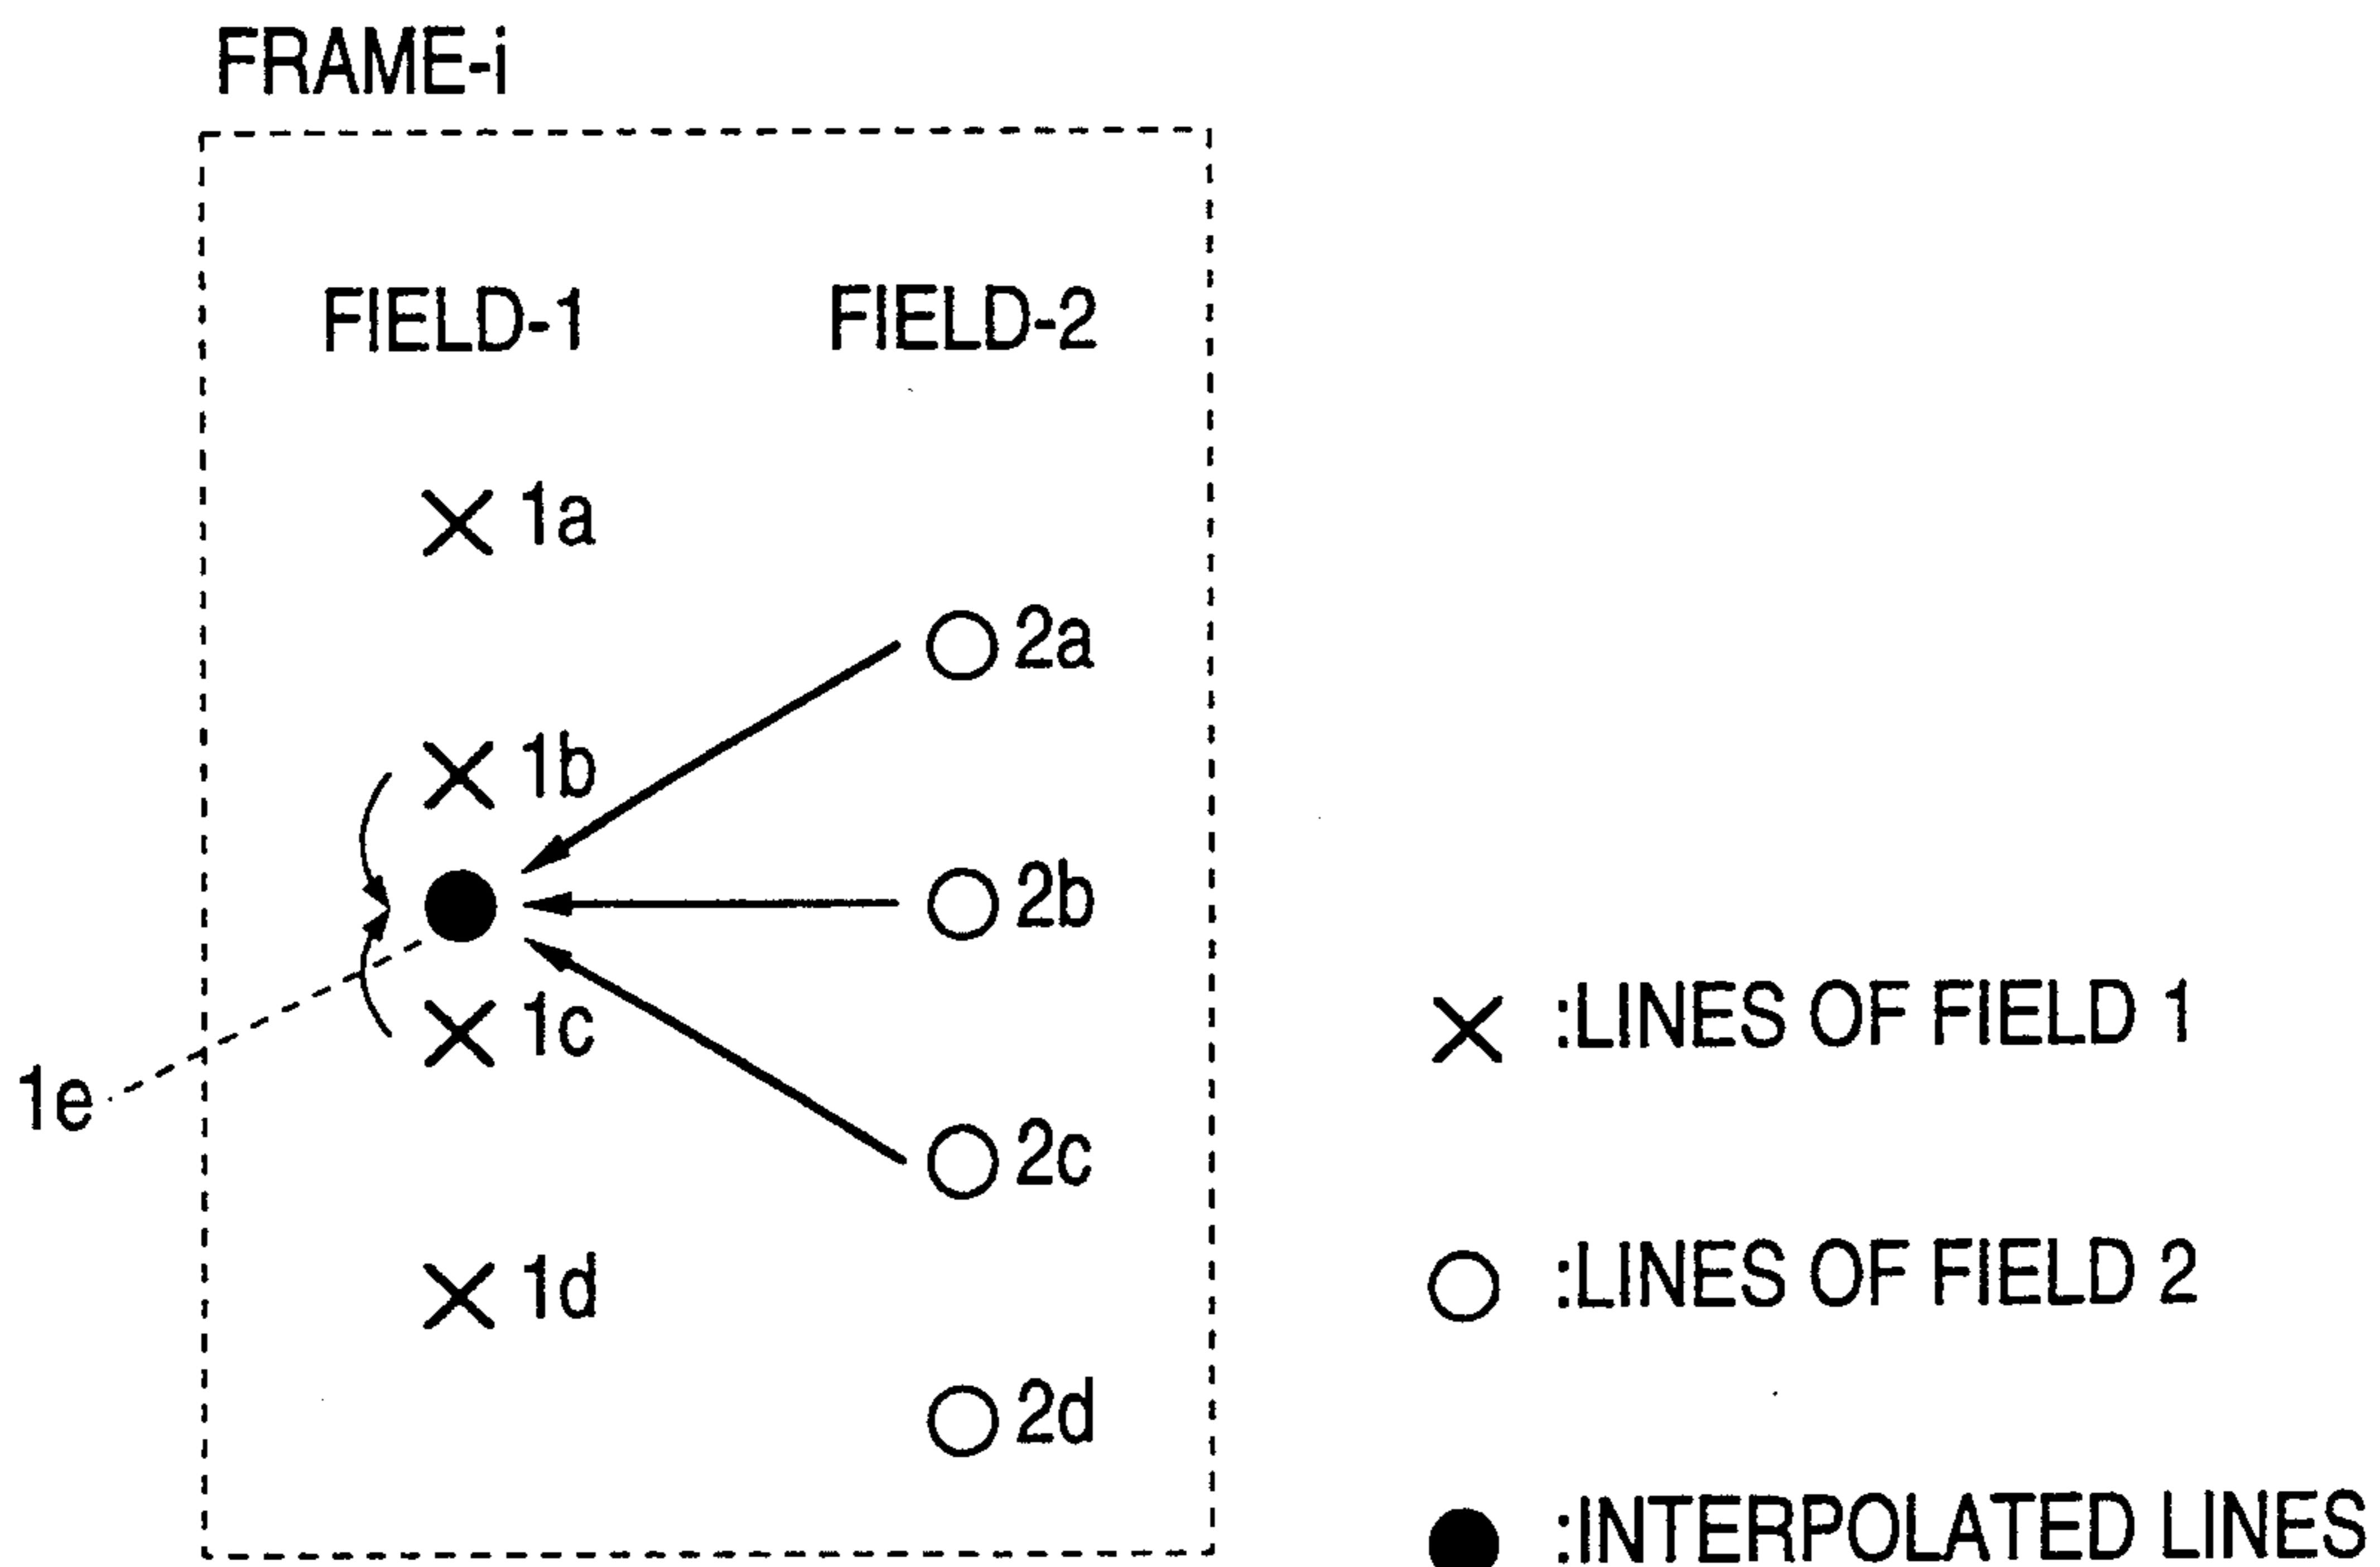 FRAME-i
FIELD-1 FIELD-2
1a
2a
1b
2b
1c
:LINES OF FIELD 1
1e
2c
1d
:LINES OF FIELD 2
2d
:INTERPOLATED LINES